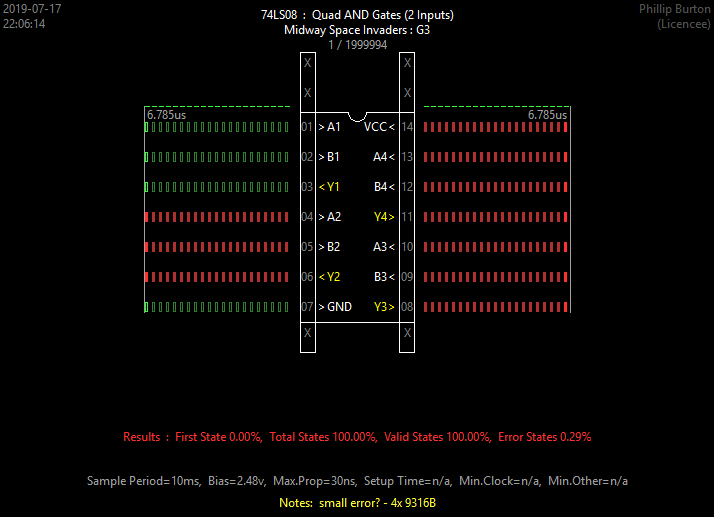 2019-07-17
22:06:14
74LS08 : Quad AND Gates (2 Inputs)
Midway Space Invaders : G3
1 / 1999994
Phillip Burton
(Licencee)
X X
X X
6.785us 6.785us
01 >A1 VCC< 14
02 >B1 A4< 13
03 <Y1 B4< 12
04 >A2 Y4> 11
05 >B2 A3< 10
06 <Y2 B3< 09
07 >GND Y3> 08
X X
Results : First State 0.00%, Total States 100.00%, Valid States 100.00%, Error States 0.29%
Sample Period=10ms, Bias=2.48v, Max.Prop=30ns, Setup Time=n/a, Min.Clock=n/a, Min.Other=n/a
Notes: small error? - 4x 9316B